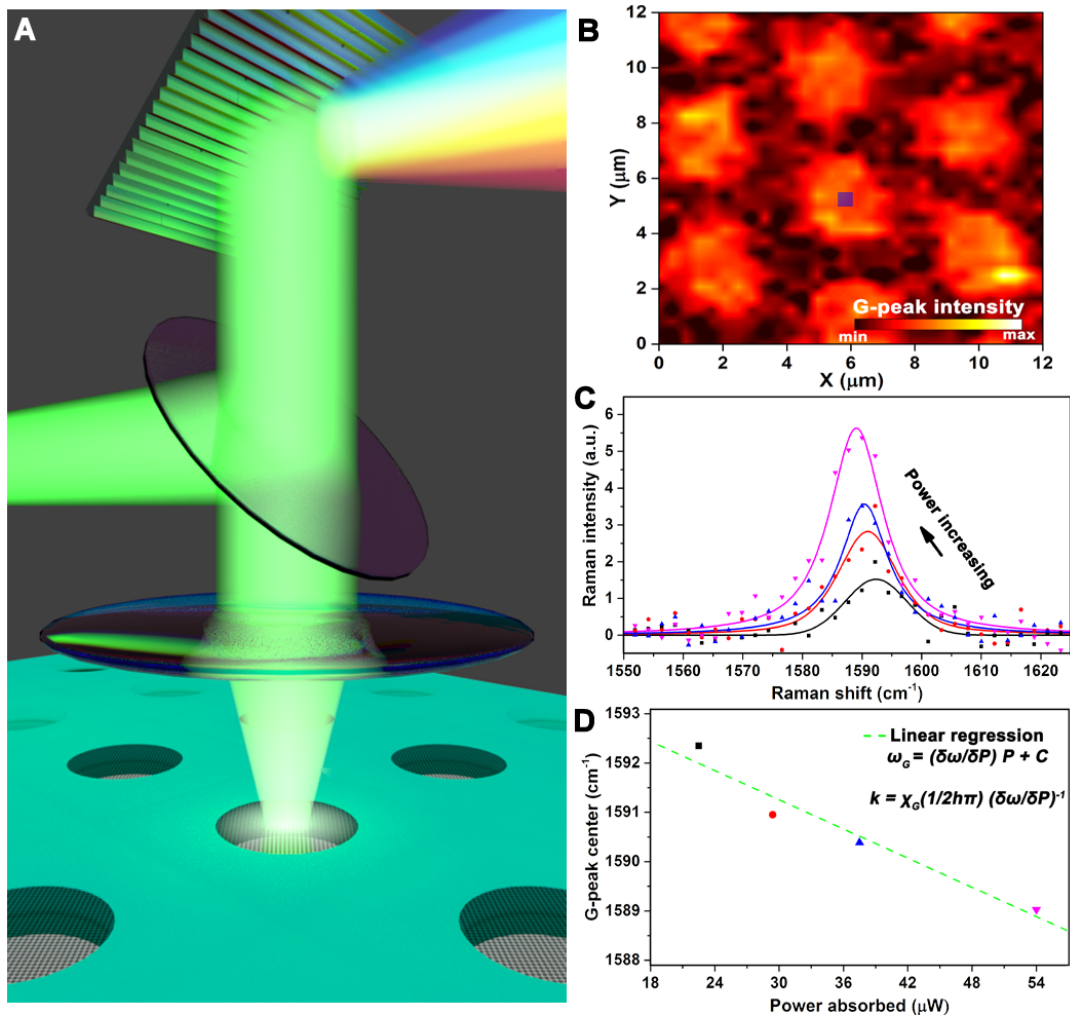 A
B
12
10
8
6
4
2
0
Y (μm)
G-peak intensity
min
max
0
2
4
6
8
10
12
X (μm)
C
6
5
4
3
2
1
0
Raman intensity (a.u.)
Power increasing
1550
1560
1570
1580
1590
1600
1610
1620
Raman shift (cm⁻¹)
D
1593
1592
1591
1590
1589
1588
G-peak center (cm⁻¹)
Linear regression
ω_G = (δω/δP) P + C
k = χ_G(1/2hπ) (δω/δP)⁻¹
18
24
30
36
42
48
54
Power absorbed (μW)